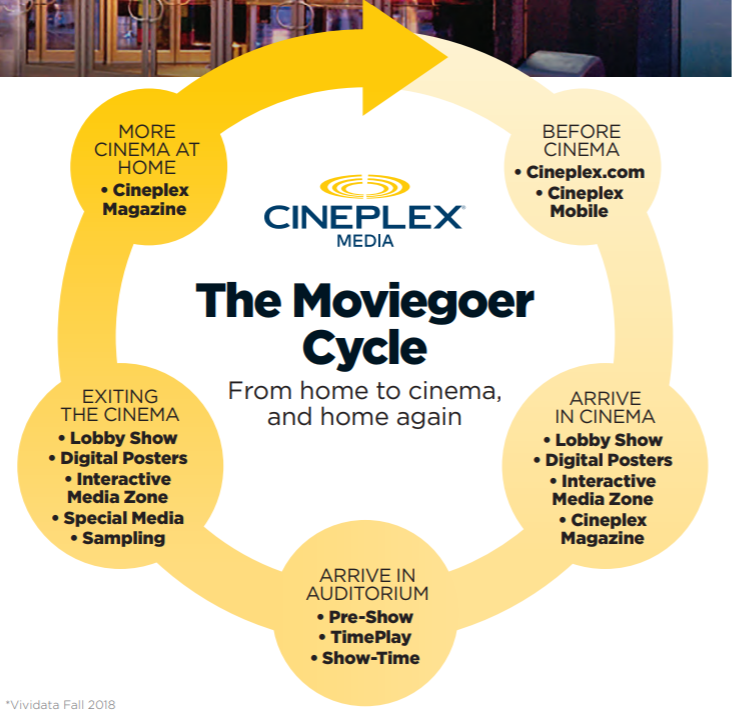 CINEPLEX®
MEDIA
The Moviegoer
Cycle
From home to cinema,
and home again
BEFORE
CINEMA
• Cineplex.com
• Cineplex
Mobile
ARRIVE
IN CINEMA
• Lobby Show
• Digital Posters
• Interactive
Media Zone
• Cineplex
Magazine
ARRIVE IN
AUDITORIUM
• Pre-Show
• TimePlay
• Show-Time
EXITING
THE CINEMA
• Lobby Show
• Digital Posters
• Interactive
Media Zone
• Special Media
• Sampling
MORE
CINEMA AT
HOME
• Cineplex
Magazine
*Vividata Fall 2018